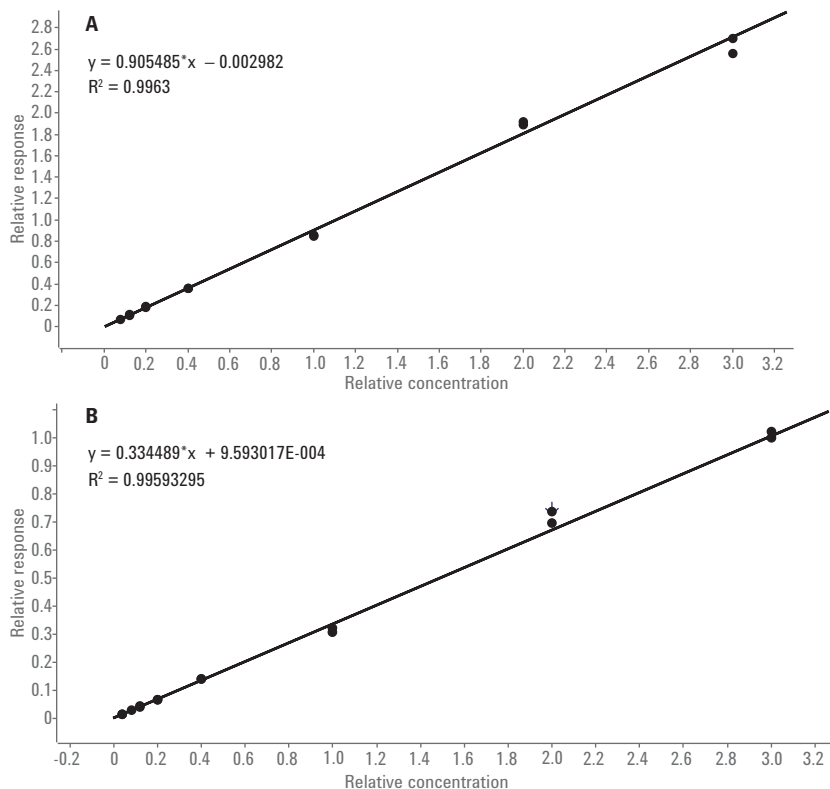 A
y = 0.905485*x – 0.002982
R² = 0.9963
Relative response
2.8
2.6
2.4
2.2
2.0
1.8
1.6
1.4
1.2
1.0
0.8
0.6
0.4
0.2
0
0 0.2 0.4 0.6 0.8 1.0 1.2 1.4 1.6 1.8 2.0 2.2 2.4 2.6 2.8 3.0 3.2
Relative concentration
B
y = 0.334489*x + 9.593017E-004
R² = 0.99593295
Relative response
1.0
0.9
0.8
0.7
0.6
0.5
0.4
0.3
0.2
0.1
0
-0.2 0 0.2 0.4 0.6 0.8 1.0 1.2 1.4 1.6 1.8 2.0 2.2 2.4 2.6 2.8 3.0 3.2
Relative concentration